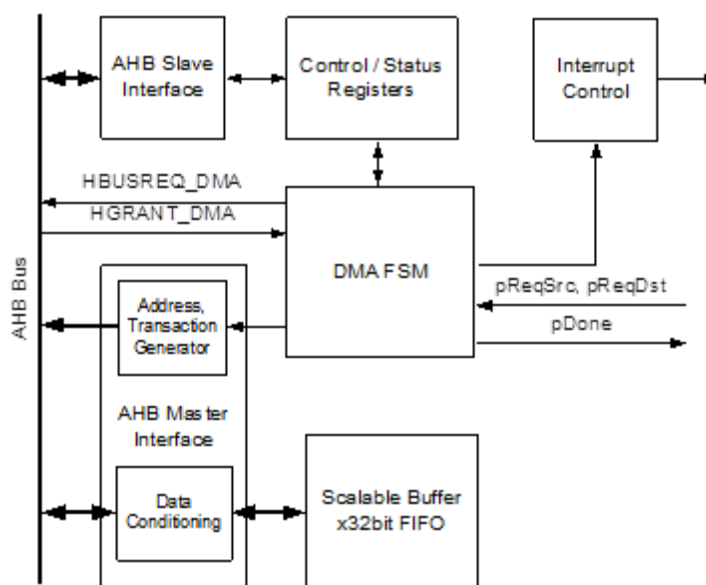 AHB Slave
Interface
Control / Status
Registers
Interrupt
Control
HBUSREQ_DMA
HGRANT_DMA
DMA FSM
pReqSrc, pReqDst
pDone
AHB Bus
Address,
Transaction
Generator
AHB Master
Interface
Data
Conditioning
Scalable Buffer
x32bit FIFO